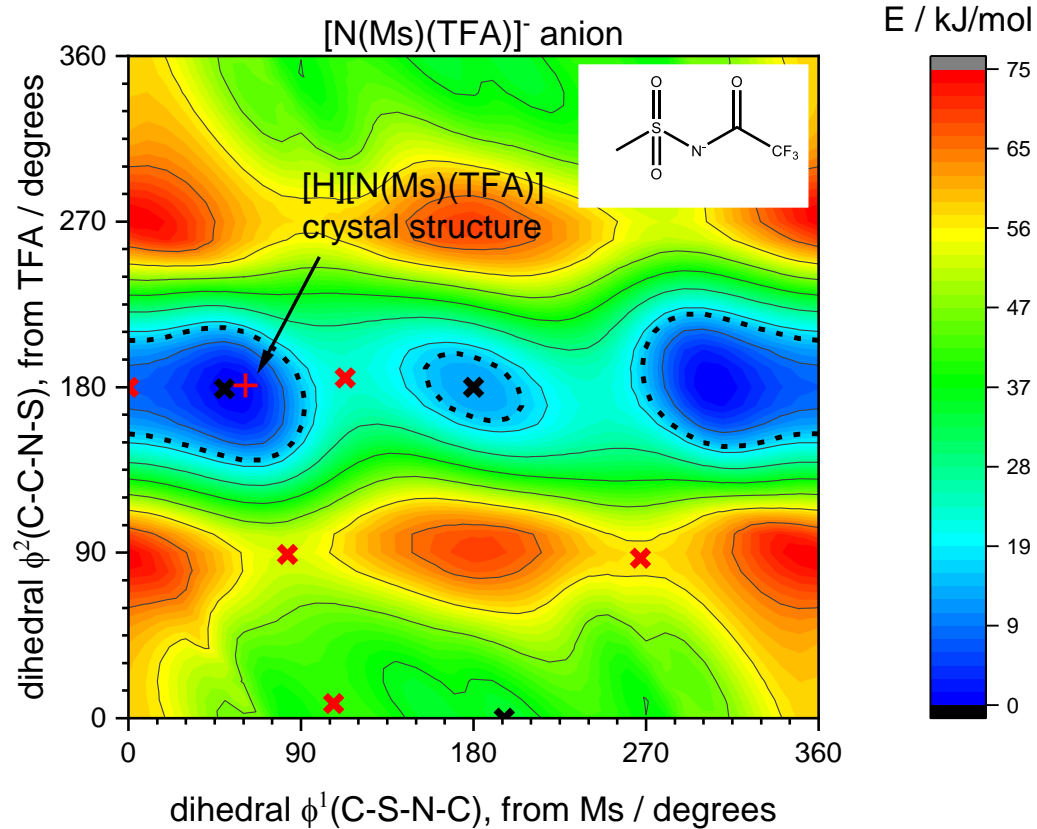 [N(Ms)(TFA)]⁻ anion
E / kJ/mol
dihedral ϕ²(C-C-N-S), from TFA / degrees
360
270
180
90
0
[H][N(Ms)(TFA)]
crystal structure
O
O
S
N⁻
CF₃
O
75
65
56
47
37
28
19
9
0
0
90
180
270
360
dihedral ϕ¹(C-S-N-C), from Ms / degrees